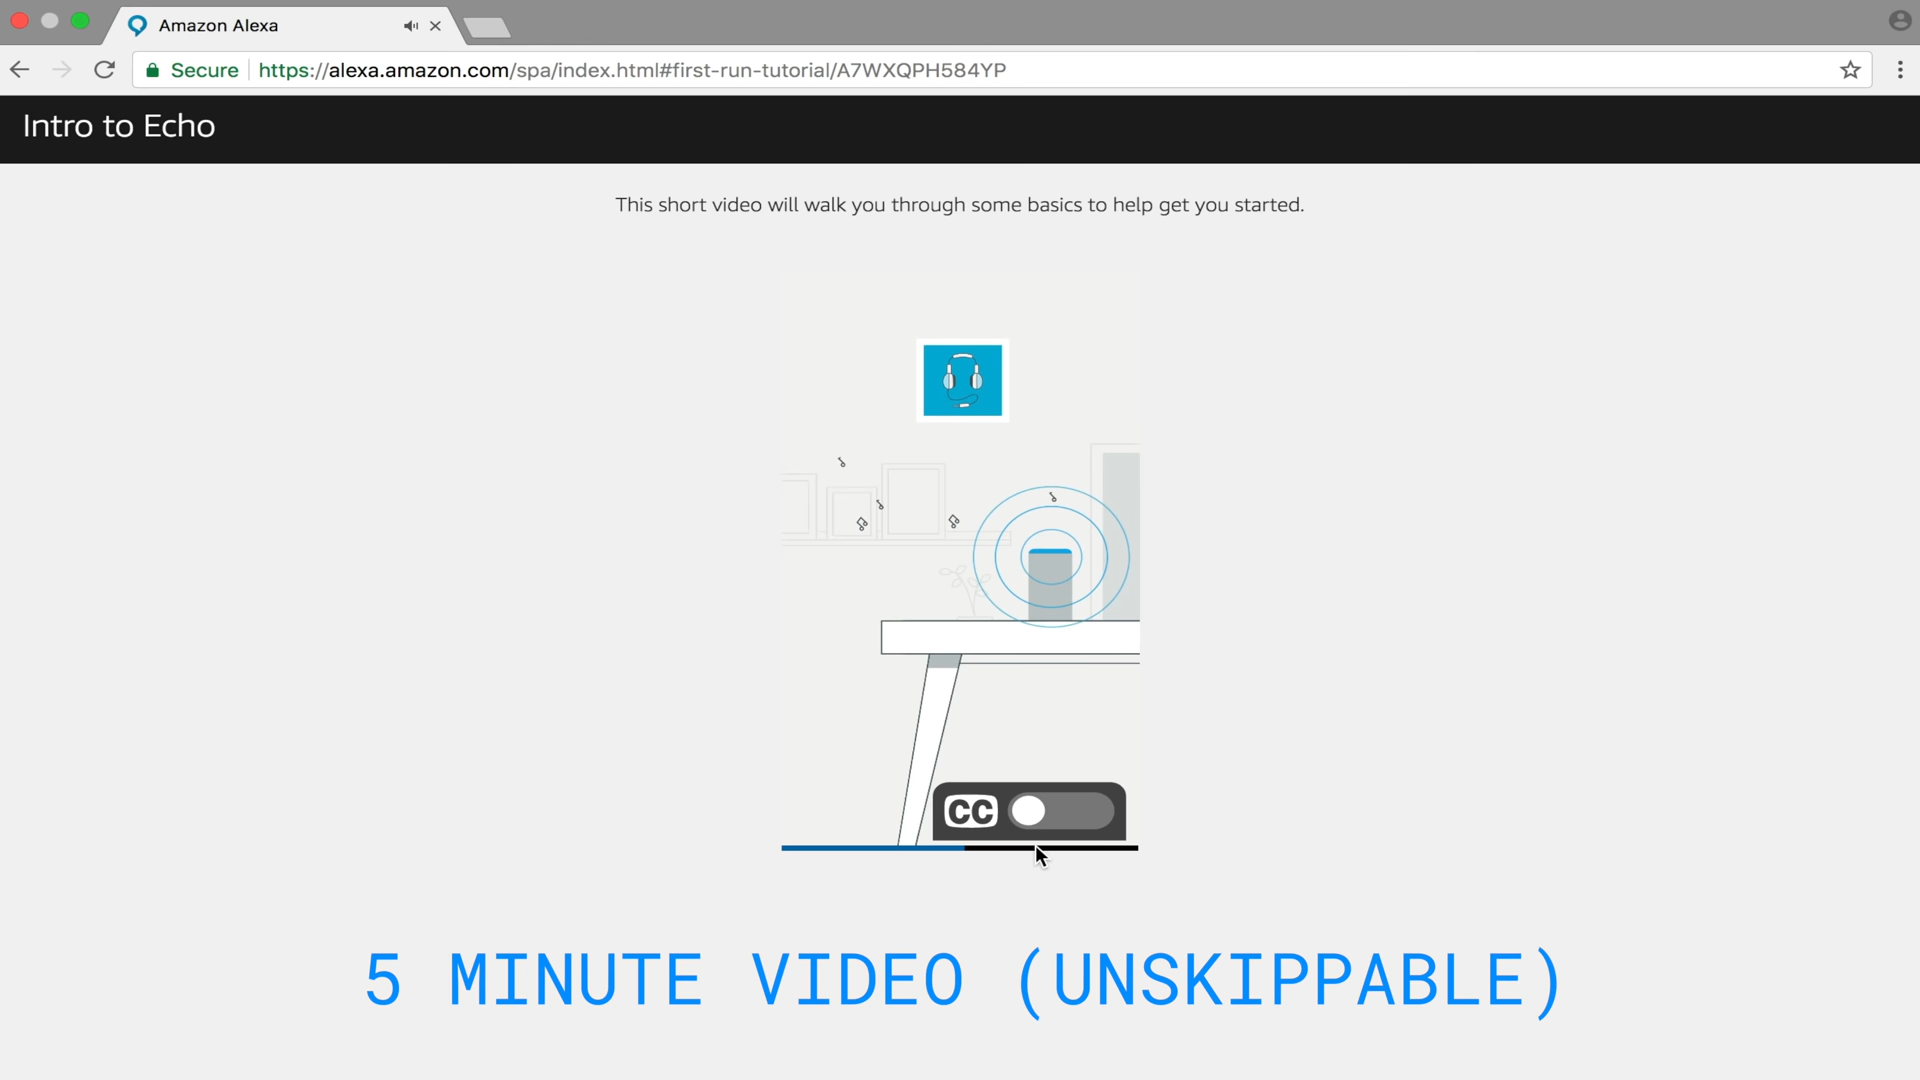 Amazon Alexa
Secure https://alexa.amazon.com/spa/index.html#first-run-tutorial/A7WXQPH584YP
Intro to Echo
This short video will walk you through some basics to help get you started.
CC
5 MINUTE VIDEO (UNSKIPPABLE)